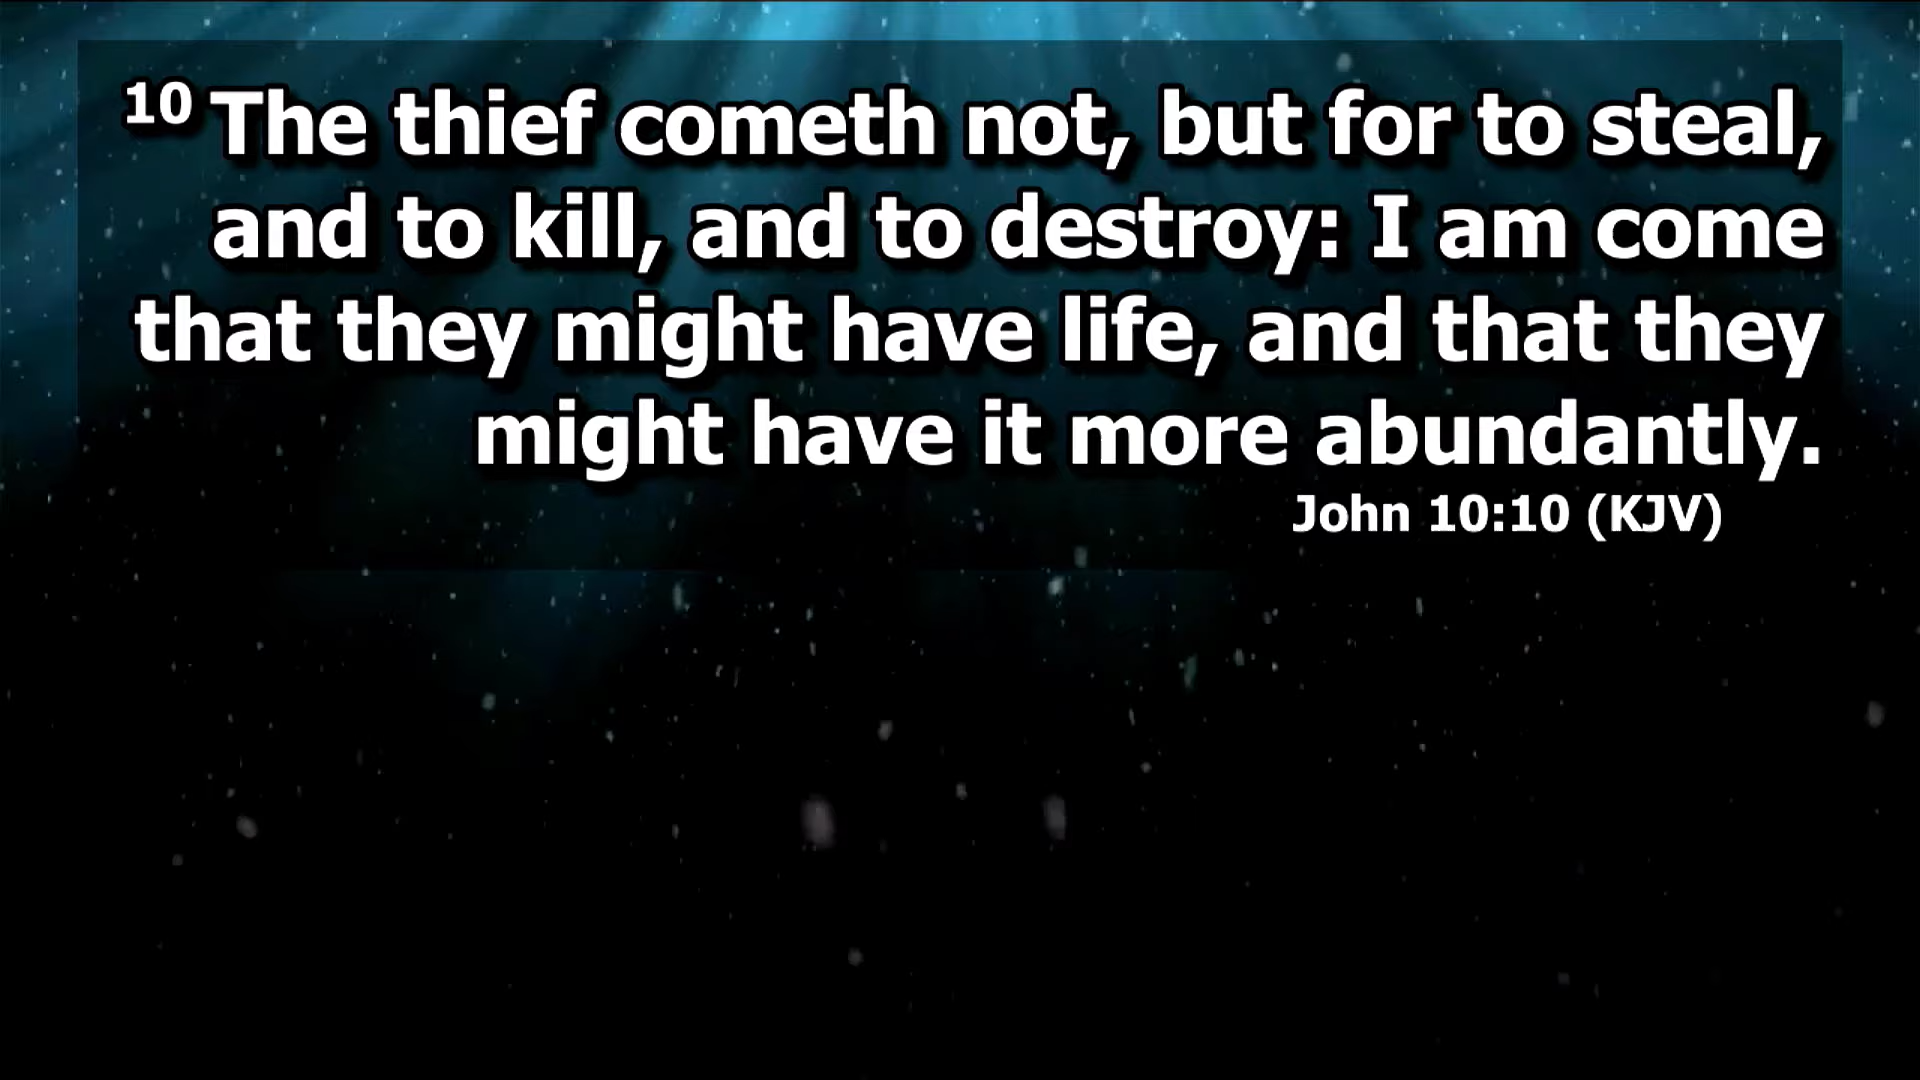 10 The thief cometh not, but for to steal,
and to kill, and to destroy: I am come
that they might have life, and that they
might have it more abundantly.
John 10:10 (KJV)